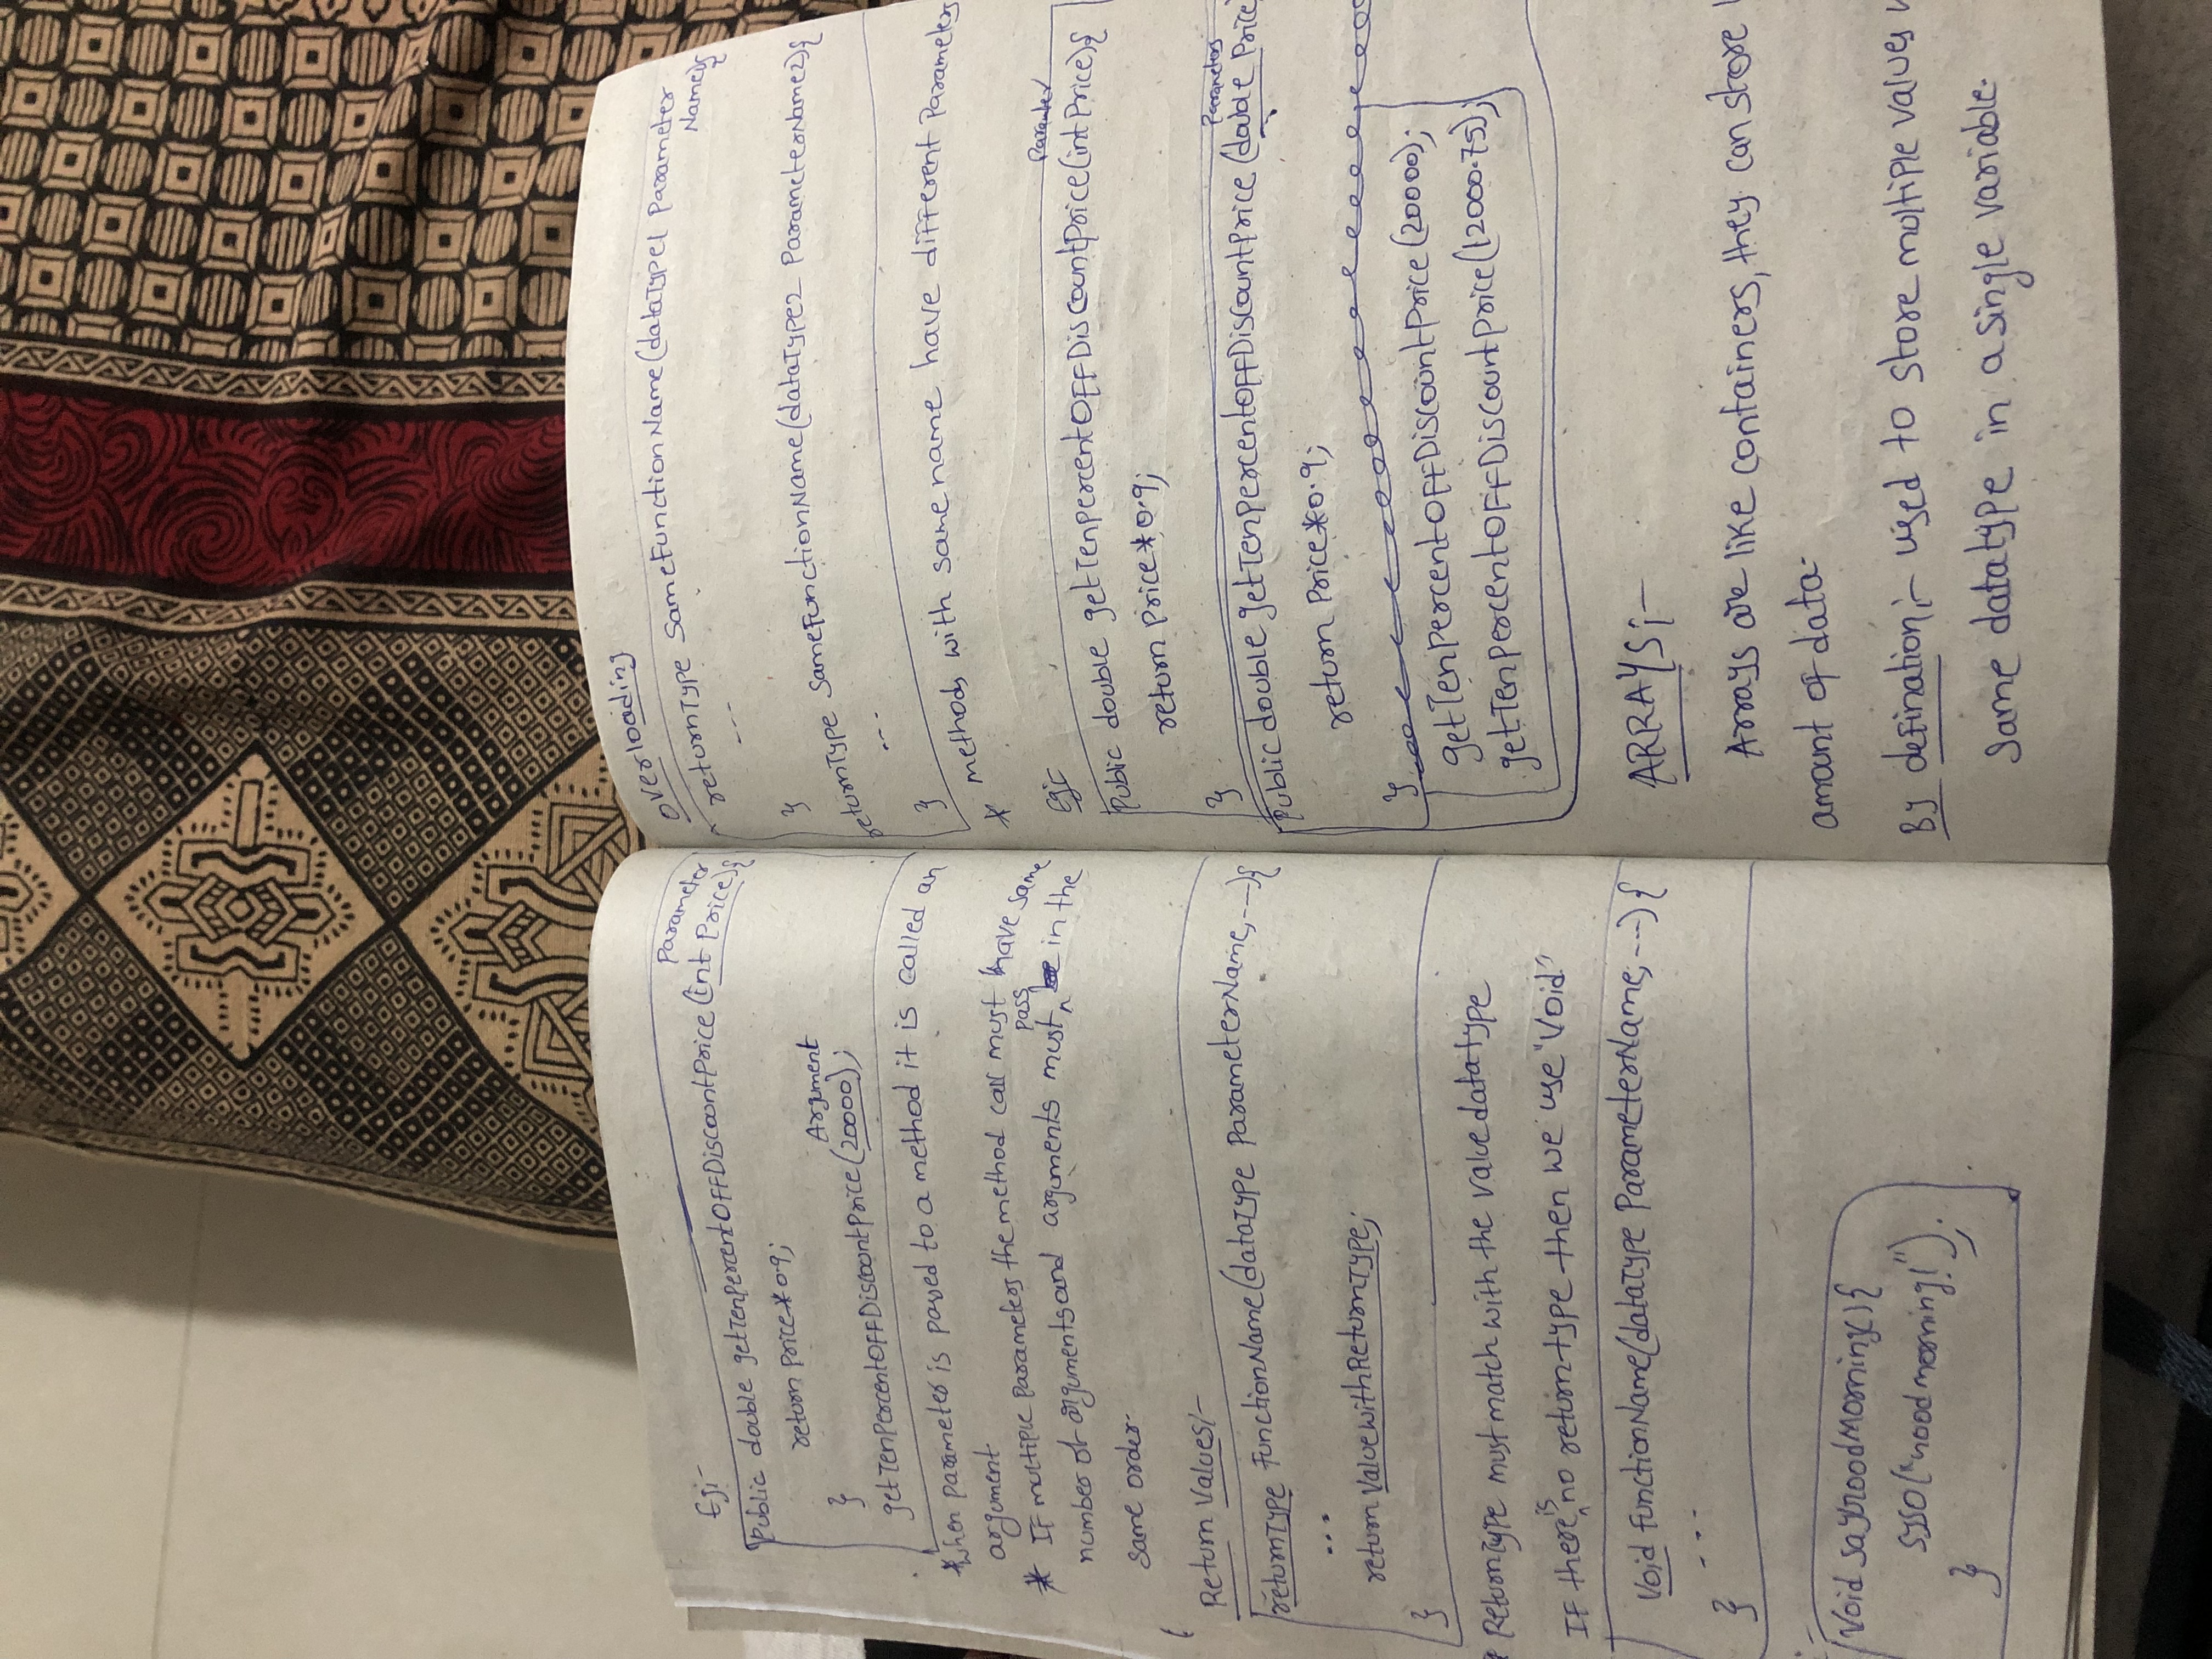 Eg:-
Parameter
Public double getTenPercentOFFDiscountPrice(int Price){
return Price*0.9;
}
Argument
getTenPercentOFFDiscountPrice(20000);
*when parameter is passed to a method it is called an
argument
* IF multiple Parameters the method call must have same
number of arguments and arguments must pass in the
same order.
Return Values:-
returnType FunctionName(dataType ParameterName, ---){
...
return ValuewithReturnType;
}
* ReturnType must match with the value datatype
IF there is no return type then we use "Void"
Void functionName(dataType ParameterName, ---) {
---
}
Void sayGoodMorning(){
SYSO("Good morning!");
}
overloading
returnType SameFunctionName(dataType1 Parameter
Name){
---
}
returnType SameFunctionName(dataType2 ParameterName2){
---
}
* methods with same name have different Parameters
Eg:-
Parameter
Public double getTenPercentOFFDiscountPrice(int Price){
return Price*0.9;
}
Parameters
Public double getTenPercentOFFDiscountPrice (double Price
return Price*0.9;
}
getTenPercentOFFDiscountPrice(20000);
getTenPercentOFFDiscountPrice(12000.75);
ARRAYS:-
Arrays are like containers, they can store
amount of data.
By defination:- used to store multiple values
same datatype in a single variable.